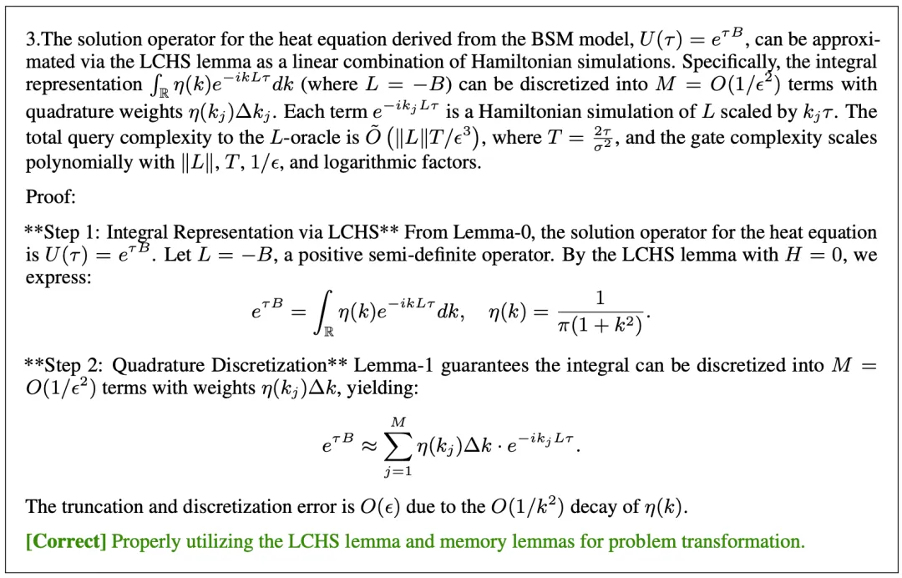 3.The solution operator for the heat equation derived from the BSM model, $U(\tau) = e^{\tau B}$, can be approxi-
mated via the LCHS lemma as a linear combination of Hamiltonian simulations. Specifically, the integral
representation $\int_{\mathbb{R}} \eta(k)e^{-ikL\tau}dk$ (where $L = -B$) can be discretized into $M = O(1/\epsilon^2)$ terms with
quadrature weights $\eta(k_j)\Delta k_j$. Each term $e^{-ik_jL\tau}$ is a Hamiltonian simulation of $L$ scaled by $k_j\tau$. The
total query complexity to the $L$-oracle is $\tilde{O}\left(\|L\|T/\epsilon^3\right)$, where $T = \frac{2\tau}{\sigma^2}$, and the gate complexity scales
polynomially with $\|L\|$, $T$, $1/\epsilon$, and logarithmic factors.
Proof:
**Step 1: Integral Representation via LCHS** From Lemma-0, the solution operator for the heat equation
is $U(\tau) = e^{\tau B}$. Let $L = -B$, a positive semi-definite operator. By the LCHS lemma with $H = 0$, we
express:
$e^{\tau B} = \int_{\mathbb{R}} \eta(k)e^{-ikL\tau}dk, \quad \eta(k) = \frac{1}{\pi(1+k^2)}.$
**Step 2: Quadrature Discretization** Lemma-1 guarantees the integral can be discretized into $M =$
$O(1/\epsilon^2)$ terms with weights $\eta(k_j)\Delta k$, yielding:
$e^{\tau B} \approx \sum_{j=1}^{M} \eta(k_j)\Delta k \cdot e^{-ik_jL\tau}.$
The truncation and discretization error is $O(\epsilon)$ due to the $O(1/k^2)$ decay of $\eta(k)$.
[Correct] Properly utilizing the LCHS lemma and memory lemmas for problem transformation.